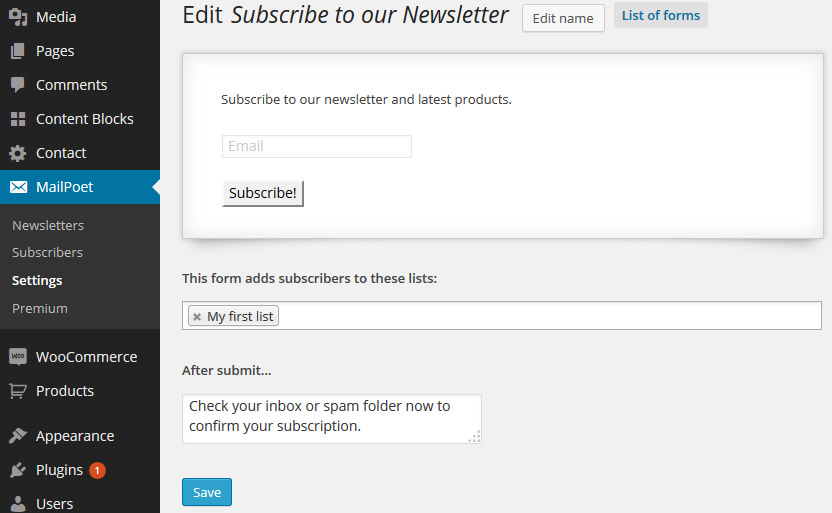 Media
Pages
Comments
Content Blocks
Contact
MailPoet
Newsletters
Subscribers
Settings
Premium
WOO WooCommerce
Products
Appearance
Plugins 1
Users
Edit Subscribe to our Newsletter Edit name List of forms
Subscribe to our newsletter and latest products.
Email
Subscribe!
This form adds subscribers to these lists:
× My first list
After submit...
Check your inbox or spam folder now to
confirm your subscription.
Save